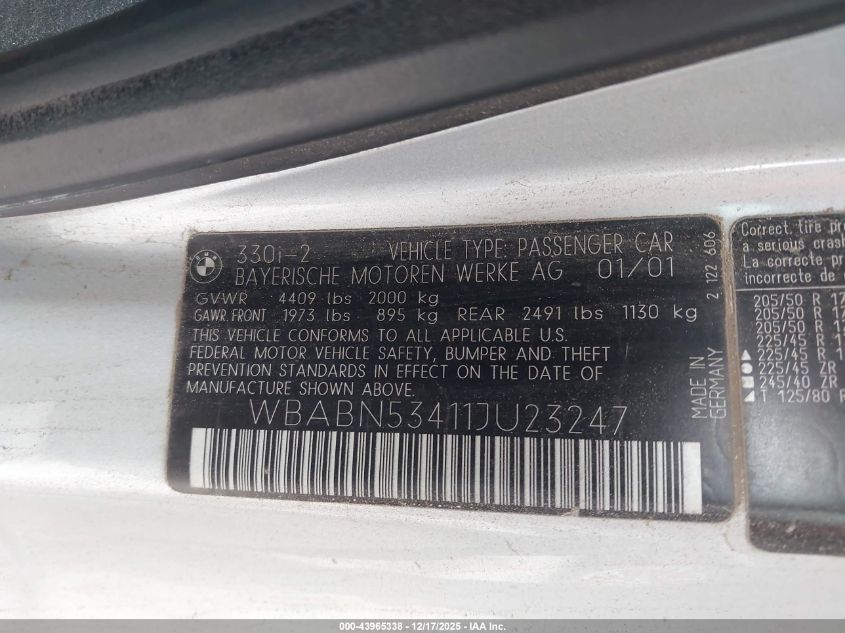 330i-2 VEHICLE TYPE: PASSENGER CAR
BAYERISCHE MOTOREN WERKE AG 01/01
GVWR 4409 lbs 2000 kg
GAWR FRONT 1973 lbs 895 kg REAR 2491 lbs 1130 kg
THIS VEHICLE CONFORMS TO ALL APPLICABLE U.S.
FEDERAL MOTOR VEHICLE SAFETY, BUMPER AND THEFT
PREVENTION STANDARDS IN EFFECT ON THE DATE OF
MANUFACTURE SHOWN ABOVE.
WBABN53411JU23247
2 122 606
MADE IN
GERMANY
Correct tire
a serious crash
La correcte
incorrecte de
205/50 R 17
205/50 R 17
205/50 R
225/45 R
▲ 225/45 R
● 225/45 ZR
■ 245/40 ZR
▲ T 125/80 R
000-43965338 - 12/17/2025 - IAA Inc.